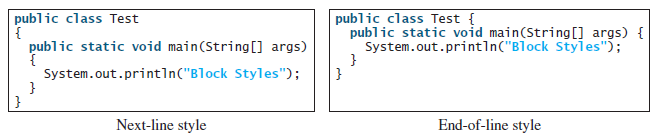 public class Test
{
  public static void main(String[] args)
  {
    System.out.println("Block Styles");
  }
}
Next-line style
public class Test {
  public static void main(String[] args) {
    System.out.println("Block Styles");
  }
}
End-of-line style